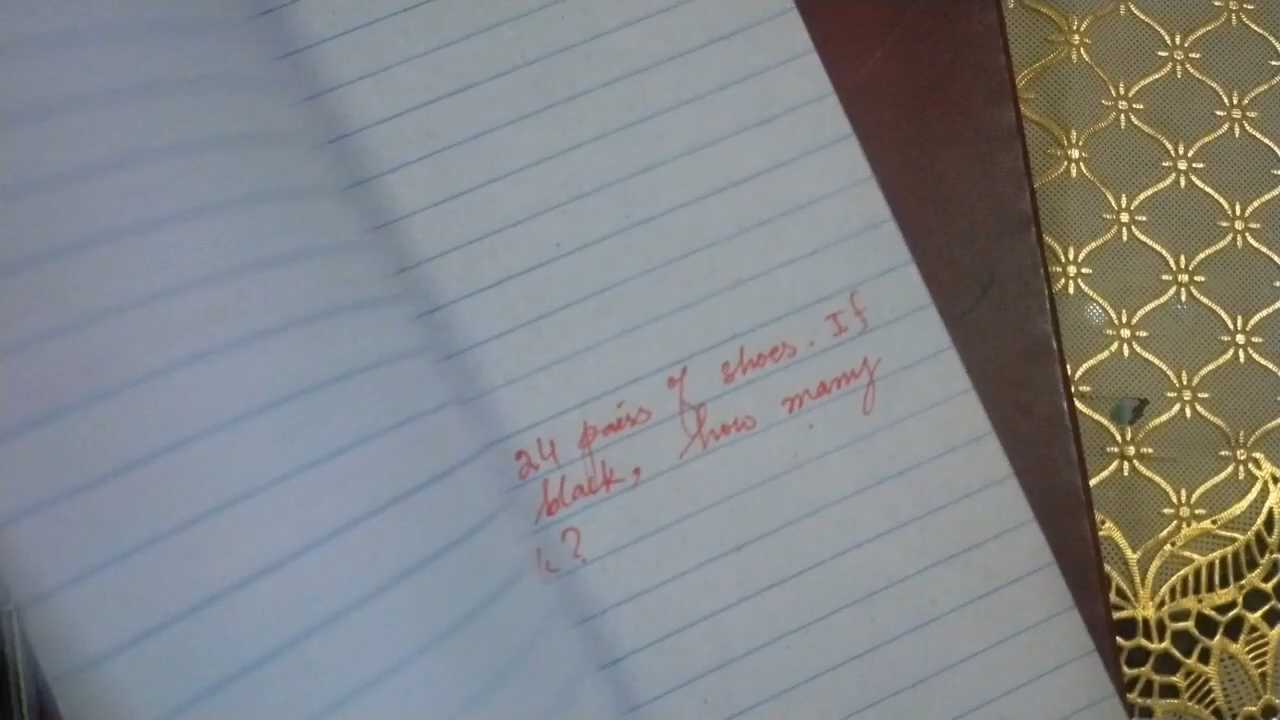 24 pairs of shoes. If
black, how many
k?